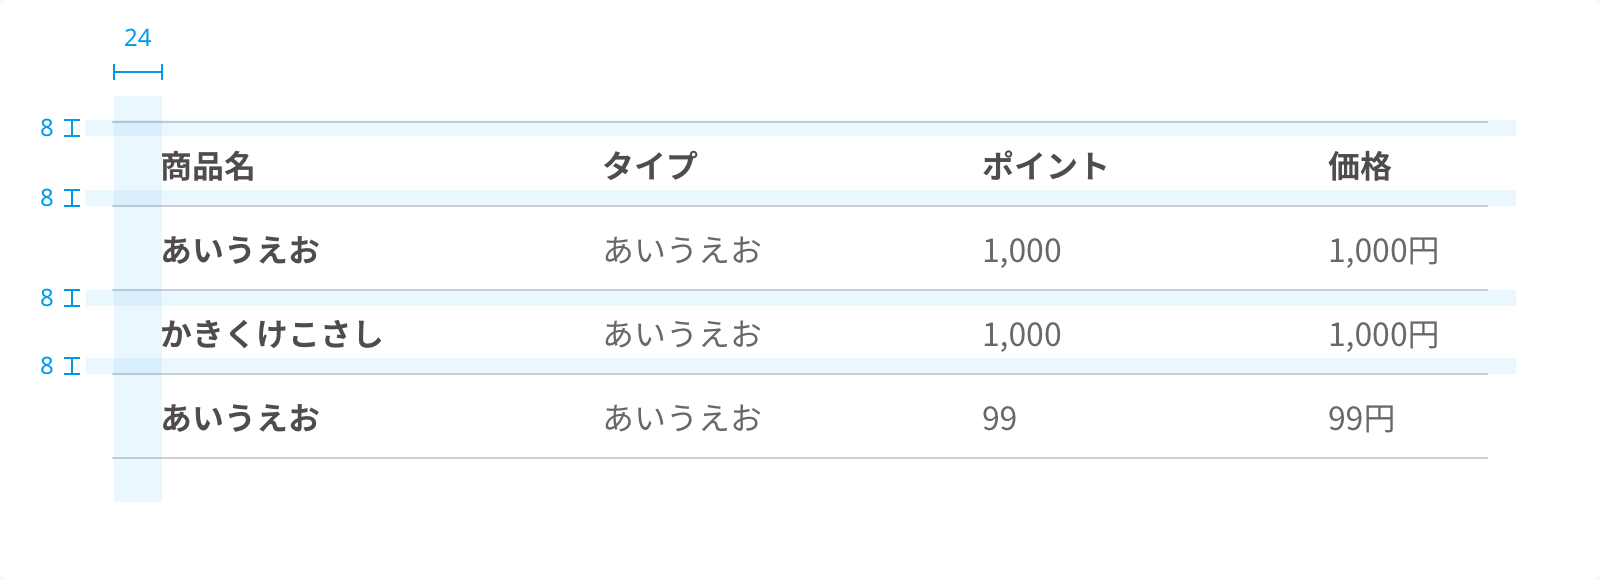 24
8
商品名 タイプ ポイント 価格
8
あいうえお あいうえお 1,000 1,000円
8
かきくけこさし あいうえお 1,000 1,000円
8
あいうえお あいうえお 99 99円